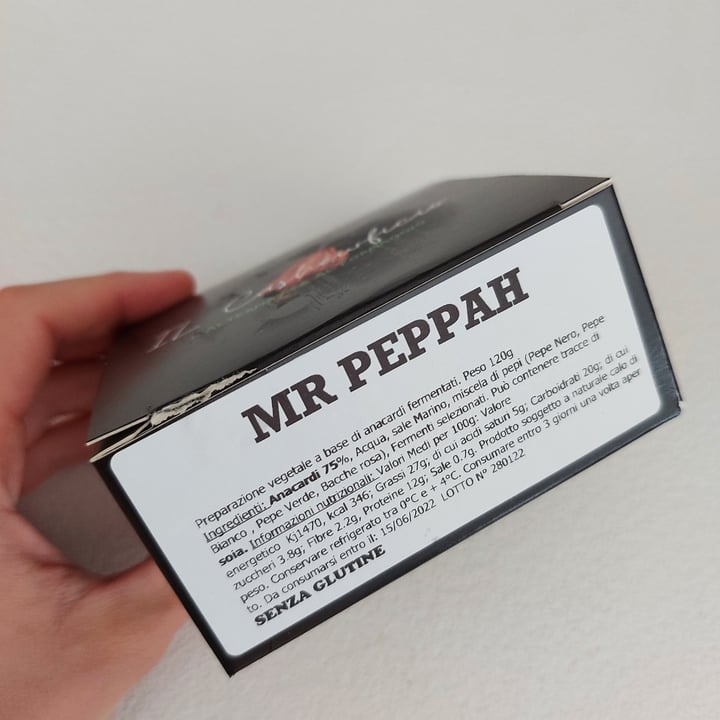 MR PEPPAH
Preparazione vegetale a base di anacardi fermentati. Peso 120g
Ingredienti: Anacardi 75%, Acqua, sale Marino, miscela di pepi (Pepe Nero, Pepe
Bianco , Pepe Verde, Bacche rosa), Fermenti selezionati. Può contenere tracce di
soia. Informazioni nutrizionali: Valori Medi per 100g: Valore
energetico Kj1470, kcal 346; Grassi 27g; di cui acidi saturi 5g, Carboidrati 20g; di cui
zuccheri 3.8g; Fibre 2.2g, Proteine 12g; Sale 0.7g. Prodotto soggetto a naturale calo di
peso. Conservare refrigerato tra 0°C e + 4°C. Consumare entro 3 giorni una volta aper
to. Da consumarsi entro il: 15/06/2022 LOTTO N° 280122
SENZA GLUTINE